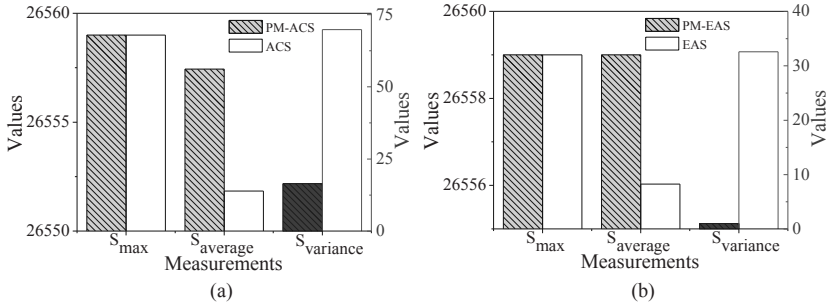 26560
26555
26550
Values
75
50
25
0
Values
PM-ACS
ACS
S max
S average
S variance
Measurements
(a)
26560
26558
26556
Values
40
30
20
10
0
Values
PM-EAS
EAS
S max
S average
S variance
Measurements
(b)